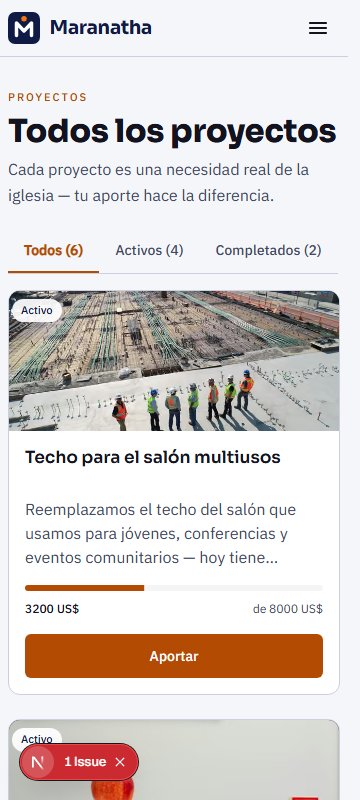 Maranatha
PROYECTOS
Todos los proyectos
Cada proyecto es una necesidad real de la
iglesia — tu aporte hace la diferencia.
Todos (6) Activos (4) Completados (2)
Activo
Techo para el salón multiusos
Reemplazamos el techo del salón que
usamos para jóvenes, conferencias y
eventos comunitarios — hoy tiene...
3200 US$ de 8000 US$
Aportar
Activo
N 1 Issue